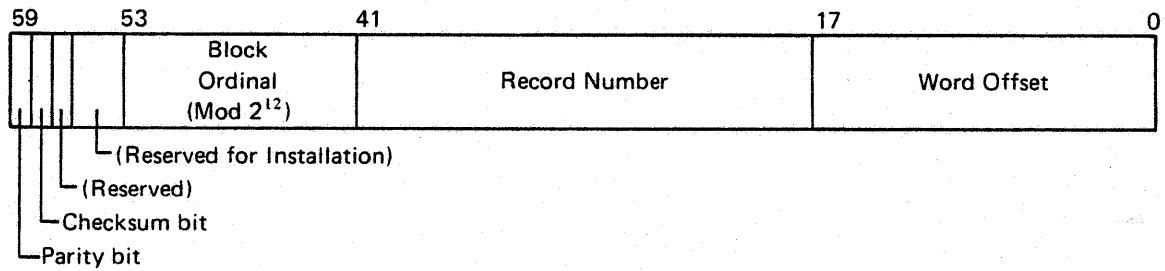 59 53 41 17 0
Block
Ordinal
(Mod 2¹²)
Record Number
Word Offset
(Reserved for Installation)
(Reserved)
Checksum bit
Parity bit